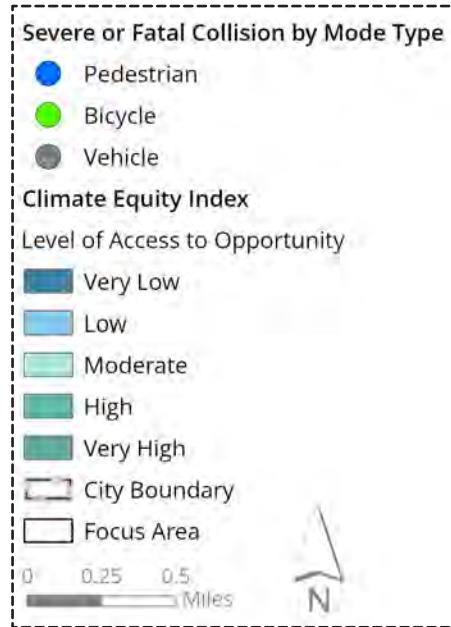 Severe or Fatal Collision by Mode Type
Pedestrian
Bicycle
Vehicle
Climate Equity Index
Level of Access to Opportunity
Very Low
Low
Moderate
High
Very High
City Boundary
Focus Area
0 0.25 0.5
Miles
N